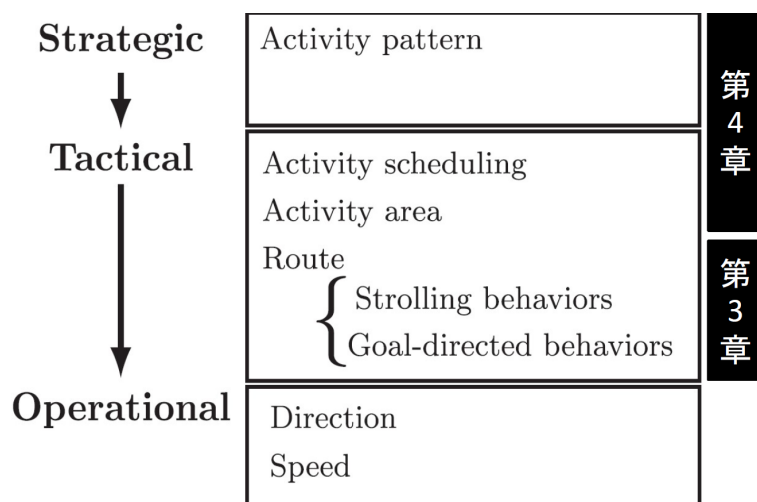 Strategic
Activity pattern
Tactical
Activity scheduling
Activity area
Route
Strolling behaviors
Goal-directed behaviors
Operational
Direction
Speed
第4章
第3章